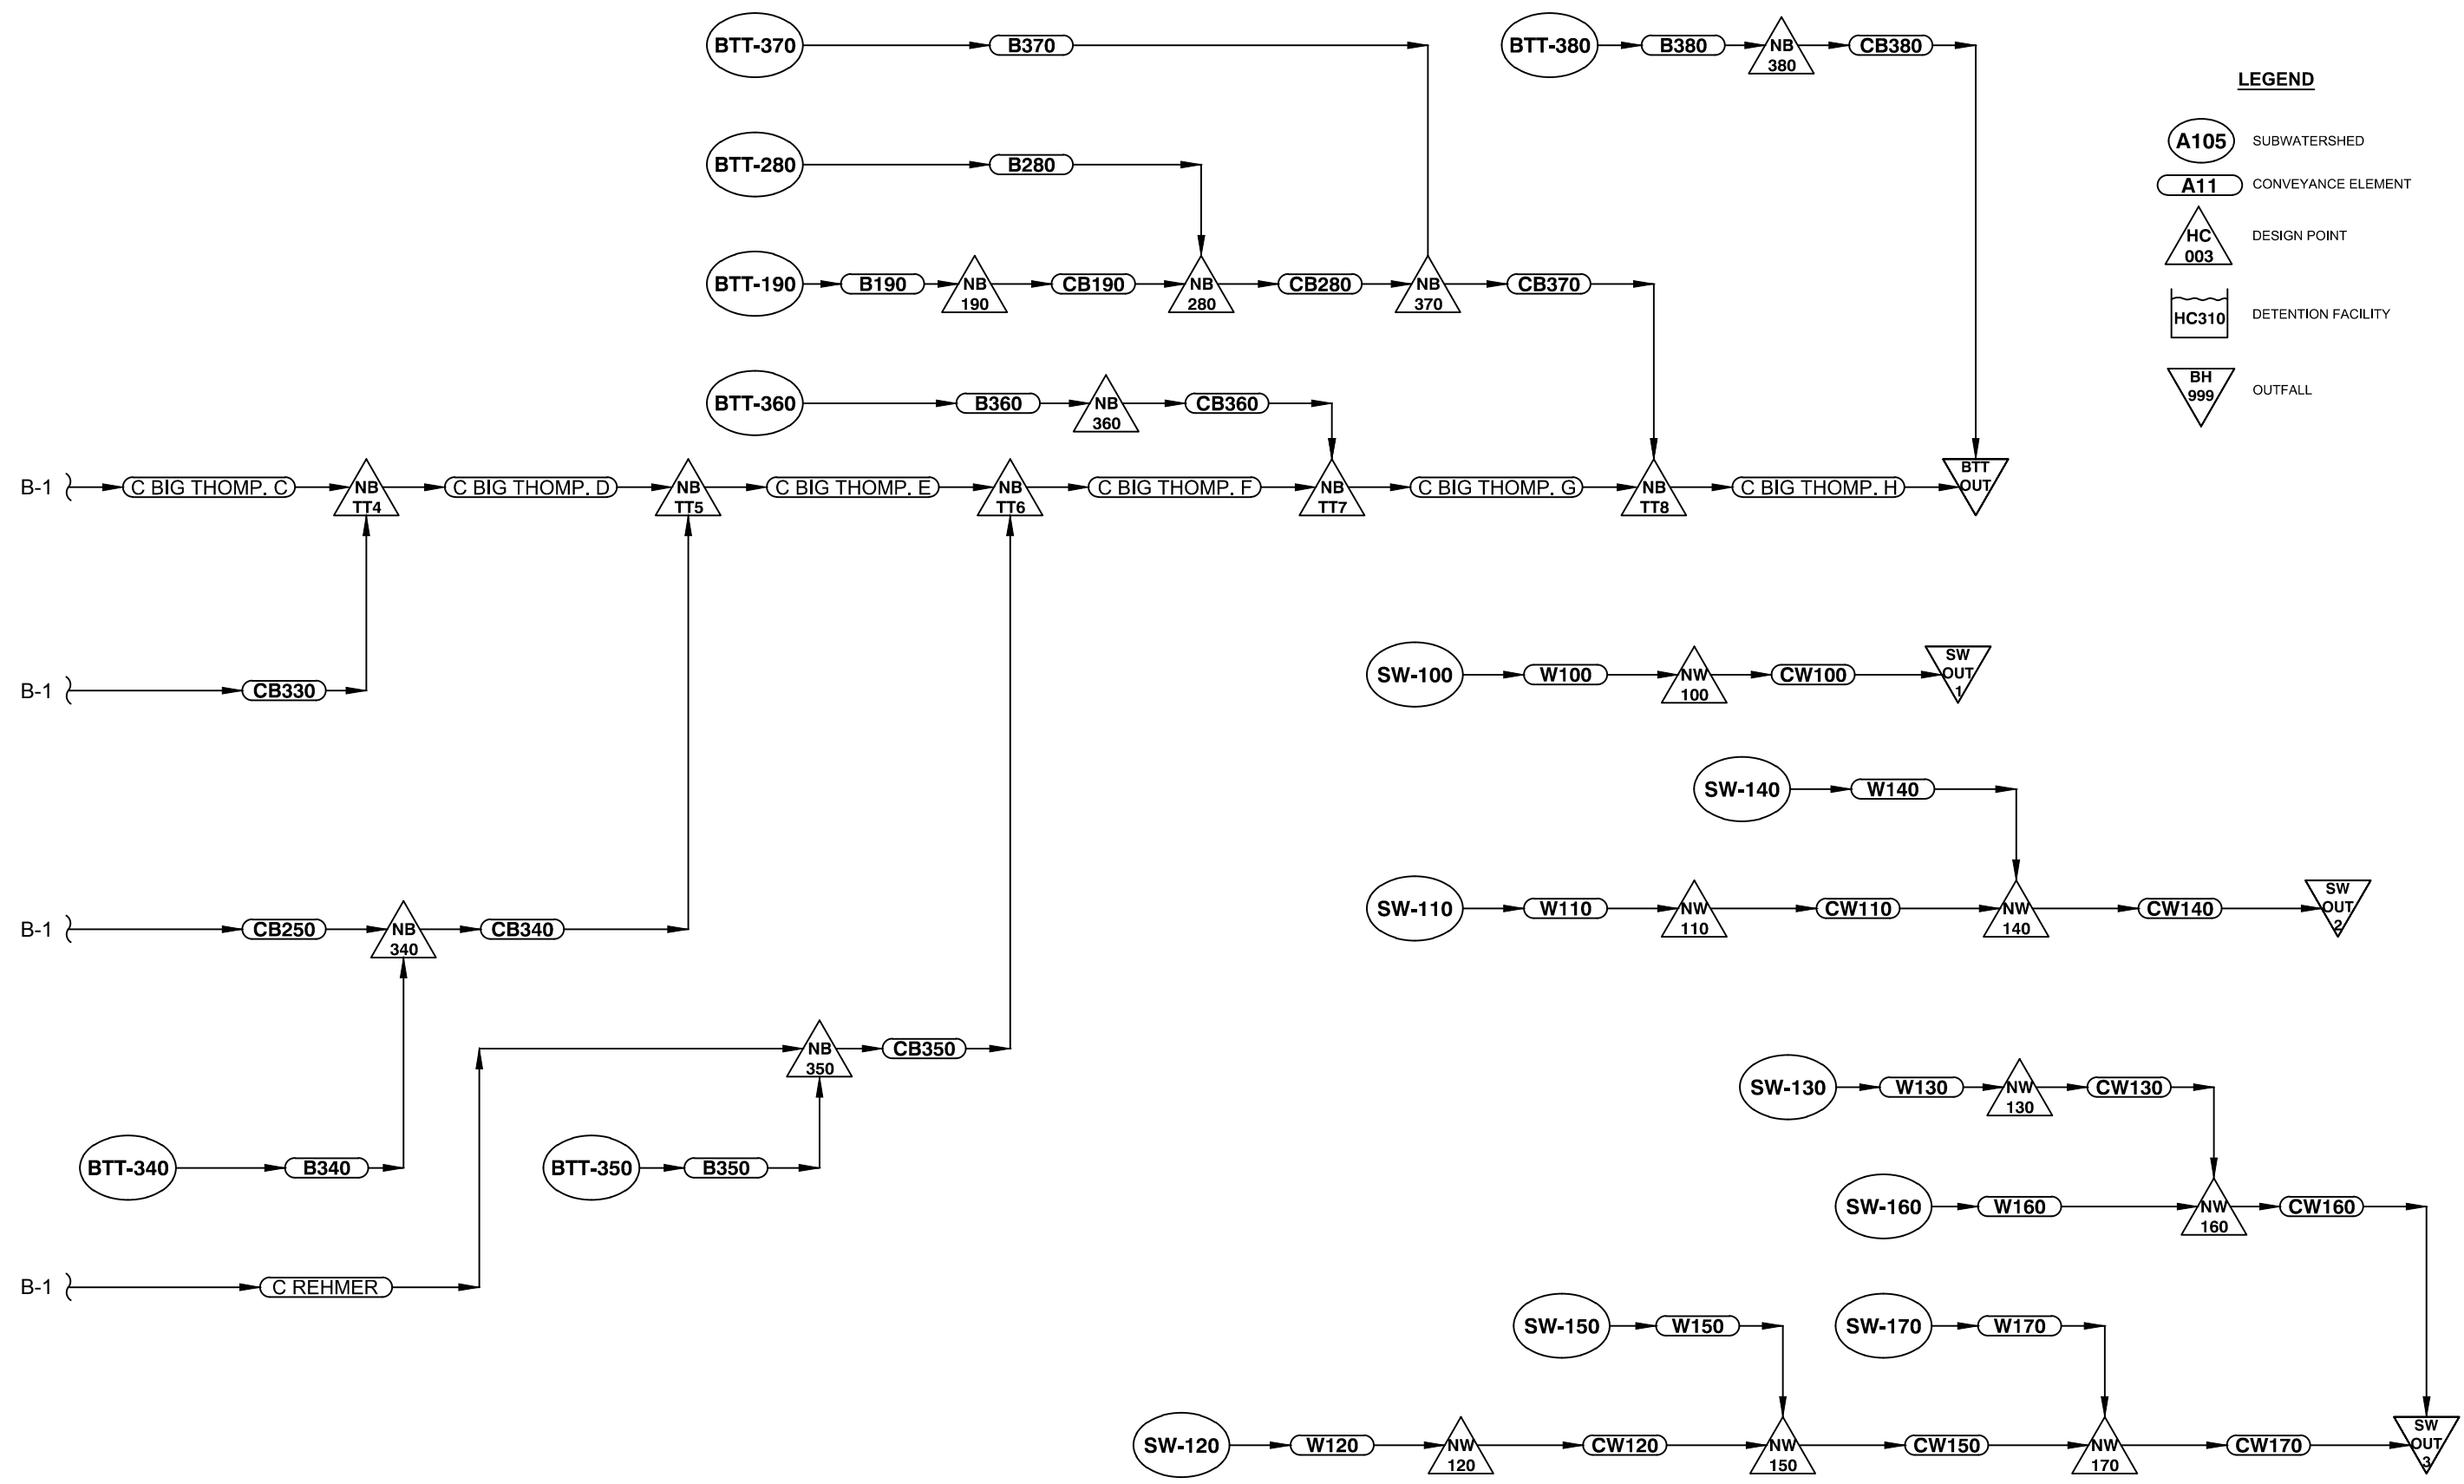 BTT-370
B370
BTT-380
B380
NB
380
CB380
LEGEND
A105
SUBWATERSHED
A11
CONVEYANCE ELEMENT
HC
003
DESIGN POINT
HC310
DETENTION FACILITY
BH
999
OUTFALL
BTT-280
B280
BTT-190
B190
NB
190
CB190
NB
280
CB280
NB
370
CB370
BTT-360
B360
NB
360
CB360
B-1
C BIG THOMP. C
NB
TT4
C BIG THOMP. D
NB
TT5
C BIG THOMP. E
NB
TT6
C BIG THOMP. F
NB
TT7
C BIG THOMP. G
NB
TT8
C BIG THOMP. H
BTT
OUT
B-1
CB330
SW-100
W100
NW
100
CW100
SW
OUT
1
SW-140
W140
SW-110
W110
NW
110
CW110
NW
140
CW140
SW
OUT
2
B-1
CB250
NB
340
CB340
NB
350
CB350
BTT-340
B340
BTT-350
B350
SW-130
W130
NW
130
CW130
SW-160
W160
NW
160
CW160
B-1
C REHMER
SW-150
W150
SW-170
W170
SW-120
W120
NW
120
CW120
NW
150
CW150
NW
170
CW170
SW
OUT
3